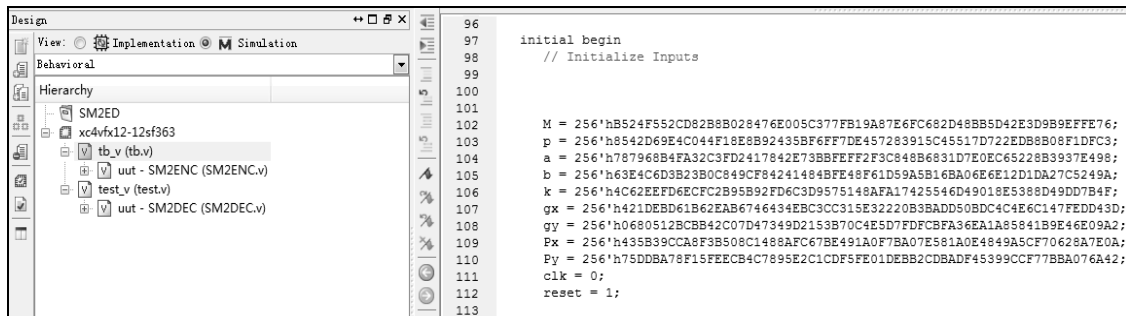 Design
View: Implementation Simulation
Behavioral
Hierarchy
SM2ED
xc4vfx12-12sf363
tb_v (tb.v)
uut - SM2ENC (SM2ENC.v)
test_v (test.v)
uut - SM2DEC (SM2DEC.v)
96
97 initial begin
98 // Initialize Inputs
99
100
101
102 M = 256'hB524F552CD82B8B028476E005C377FB19A87E6FC682D48BB5D42E3D9B9EFFE76;
103 p = 256'h8542D69E4C044F18E8B92435BF6FF7DE457283915C45517D722EDB8B08F1DFC3;
104 a = 256'h787968B4FA32C3FD2417842E73BBFEFF2F3C848B6831D7E0EC65228B3937E498;
105 b = 256'h63E4C6D3B23B0C849CF84241484BFE48F61D59A5B16BA06E6E12D1DA27C5249A;
106 k = 256'h4C62EEFD6ECFC2B95B92FD6C3D9575148AFA17425546D49018E5388D49DD7B4F;
107 gx = 256'h421DEBD61B62EAB6746434EBC3CC315E32220B3BADD50BDC4C4E6C147FEDD43D;
108 gy = 256'h0680512BCBB42C07D47349D2153B70C4E5D7FDFCBFA36EA1A85841B9E46E09A2;
109 Px = 256'h435B39CCA8F3B508C1488AFC67BE491A0F7BA07E581A0E4849A5CF70628A7E0A;
110 Py = 256'h75DDBA78F15FEECB4C7895E2C1CDF5FE01DEBB2CDBADF45399CCF77BBA076A42;
111 clk = 0;
112 reset = 1;
113